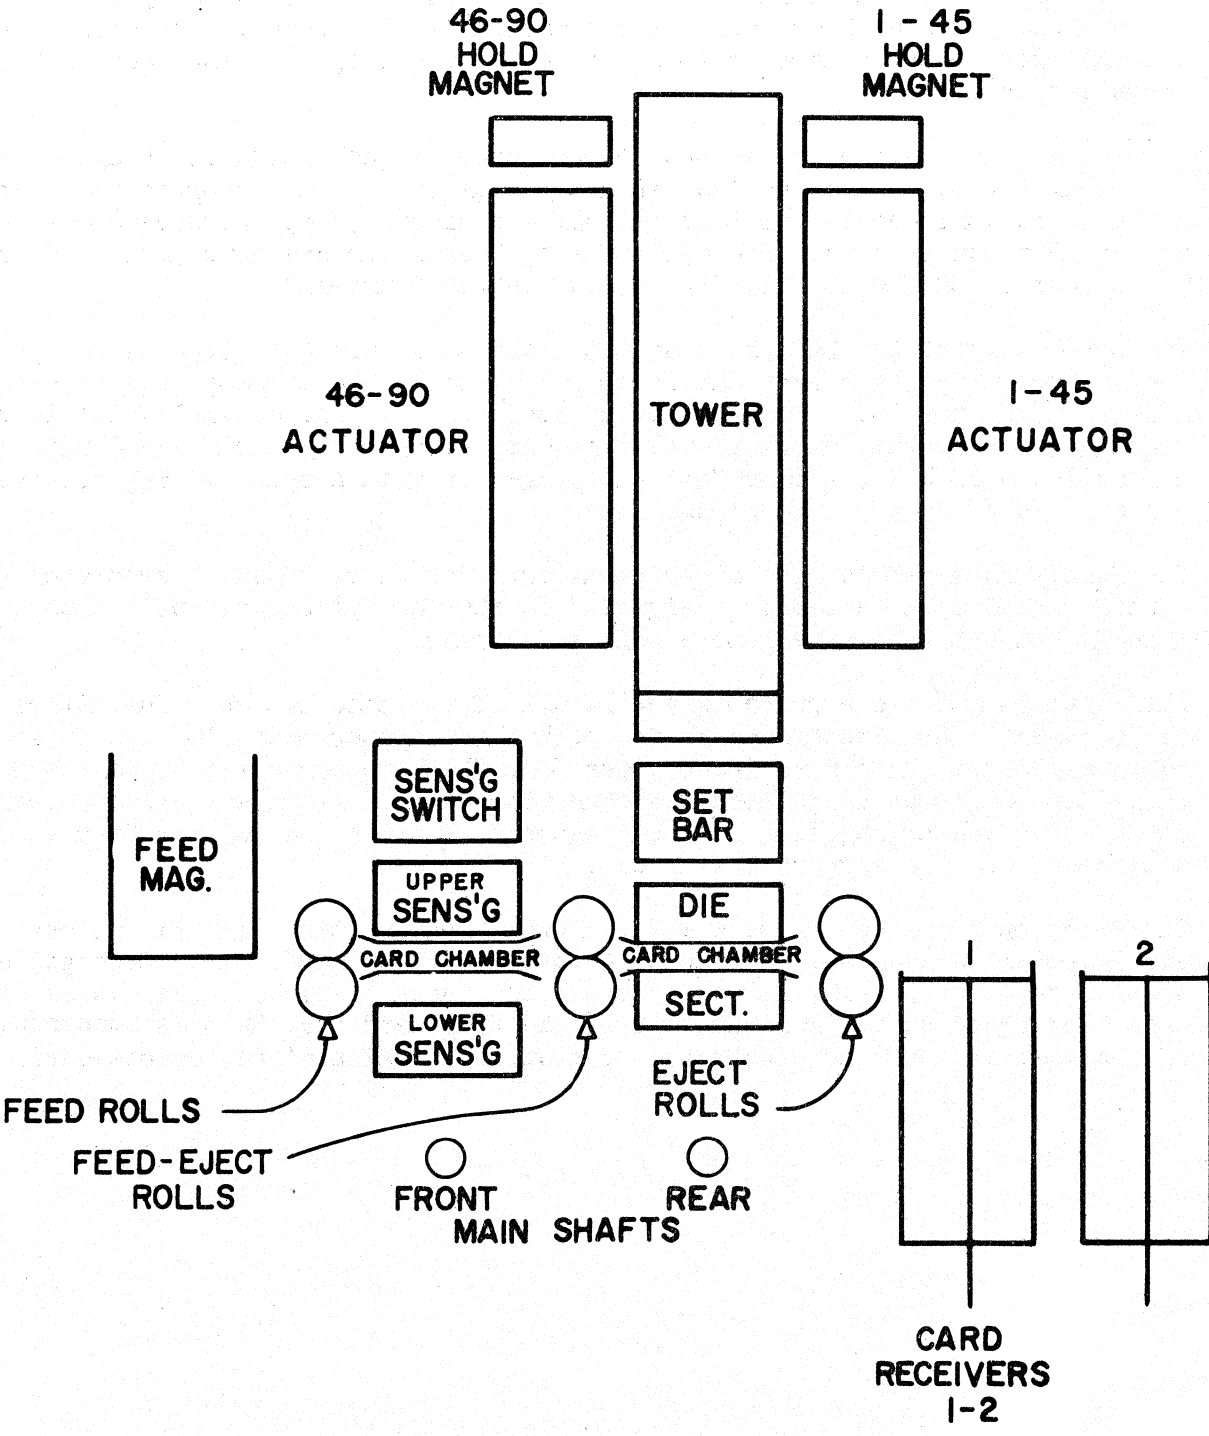 46-90
HOLD
MAGNET
1 - 45
HOLD
MAGNET
46-90
ACTUATOR
TOWER
1-45
ACTUATOR
FEED
MAG.
SENS'G
SWITCH
SET
BAR
UPPER
SENS'G
DIE
CARD CHAMBER
CARD CHAMBER
1
2
LOWER
SENS'G
SECT.
FEED ROLLS
EJECT
ROLLS
FEED-EJECT
ROLLS
FRONT
REAR
MAIN SHAFTS
CARD
RECEIVERS
1-2